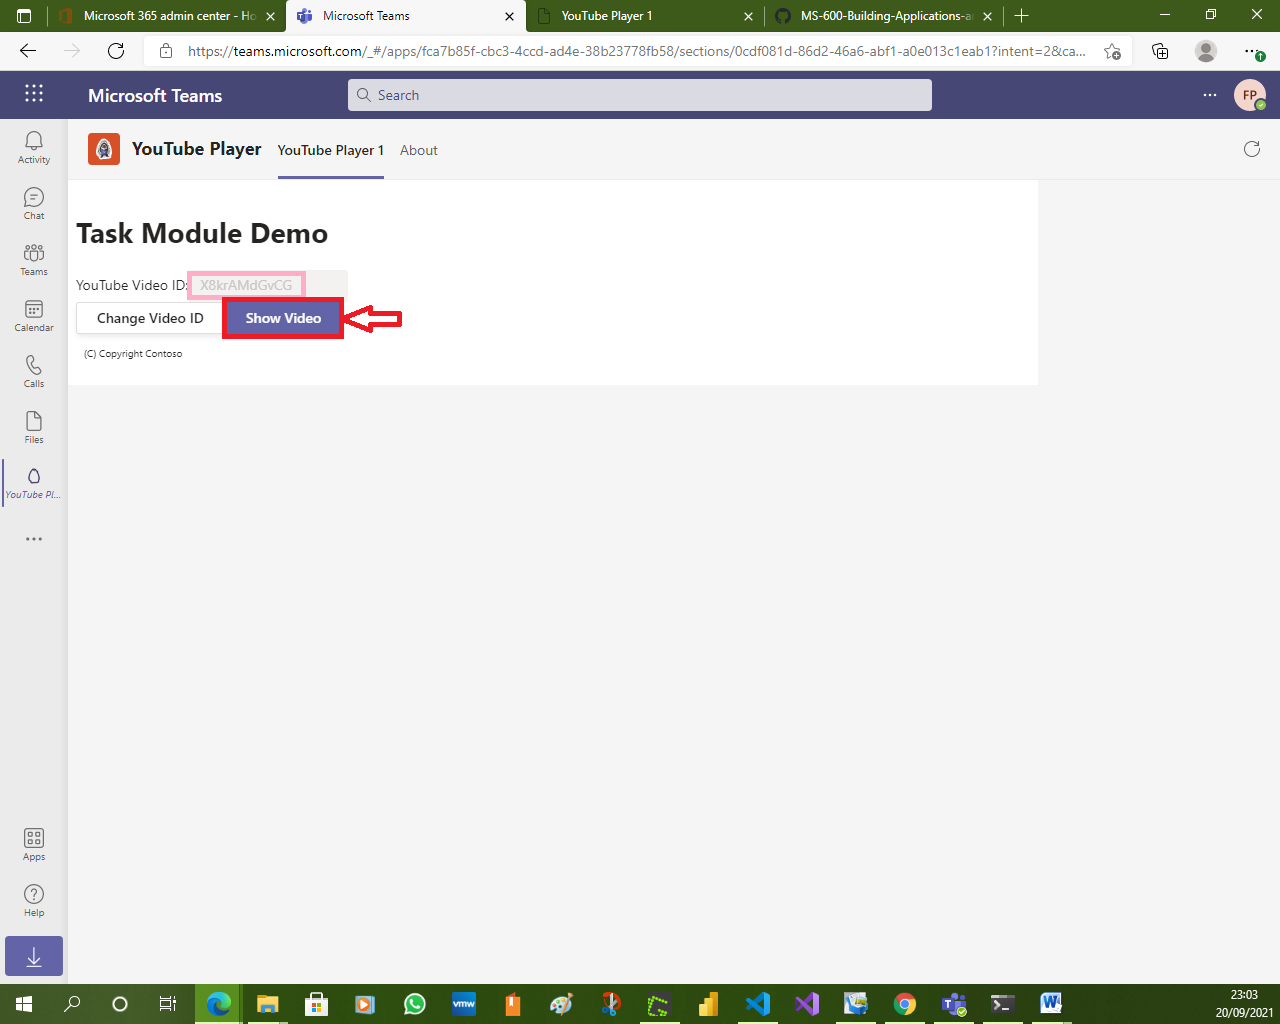 Microsoft 365 admin center - Ho
Microsoft Teams
YouTube Player 1
MS-600-Building-Applications-a
https://teams.microsoft.com/_#/apps/fca7b85f-cbc3-4ccd-ad4e-38b23778fb58/sections/0cdf081d-86d2-46a6-abf1-a0e013c1eab1?intent=2&ca...
Microsoft Teams
Search
FP
YouTube Player
YouTube Player 1
About
Activity
Chat
Teams
Calendar
Calls
Files
YouTube Pl...
Task Module Demo
YouTube Video ID: X8krAMdGvCG
Change Video ID
Show Video
(C) Copyright Contoso
Apps
Help
vmw
23:03
20/09/2021